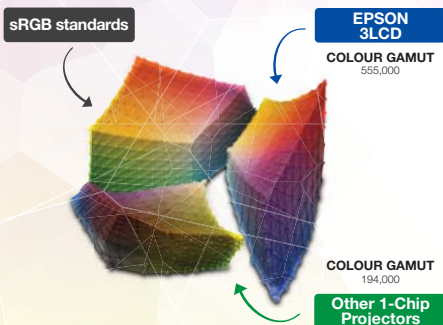 sRGB standards
EPSON
3LCD
COLOUR GAMUT
555,000
COLOUR GAMUT
194,000
Other 1-Chip
Projectors